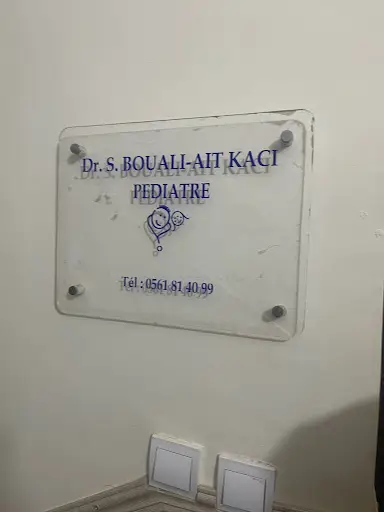 Dr. S. BOUALI-AIT KACI
PEDIATRE
Tél : 0561 81 40 99